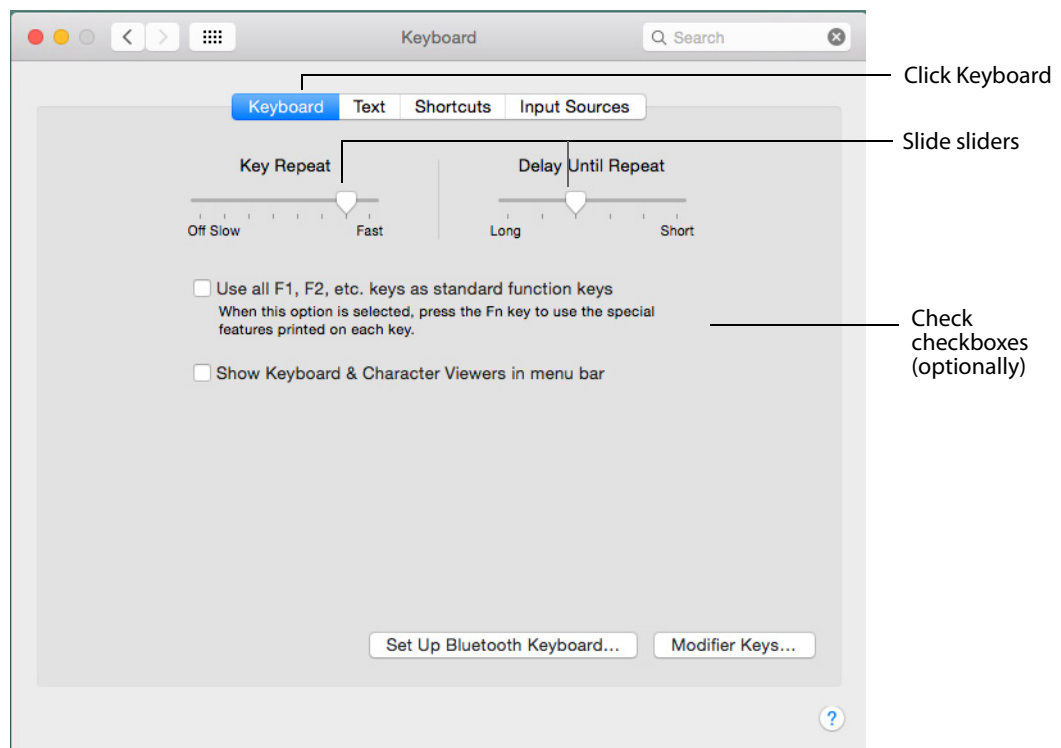 Keyboard
Search
Click Keyboard
Keyboard Text Shortcuts Input Sources
Slide sliders
Key Repeat Delay Until Repeat
Off Slow Fast Long Short
Use all F1, F2, etc. keys as standard function keys
When this option is selected, press the Fn key to use the special
features printed on each key.
Check
checkboxes
(optionally)
Show Keyboard & Character Viewers in menu bar
Set Up Bluetooth Keyboard... Modifier Keys...
?